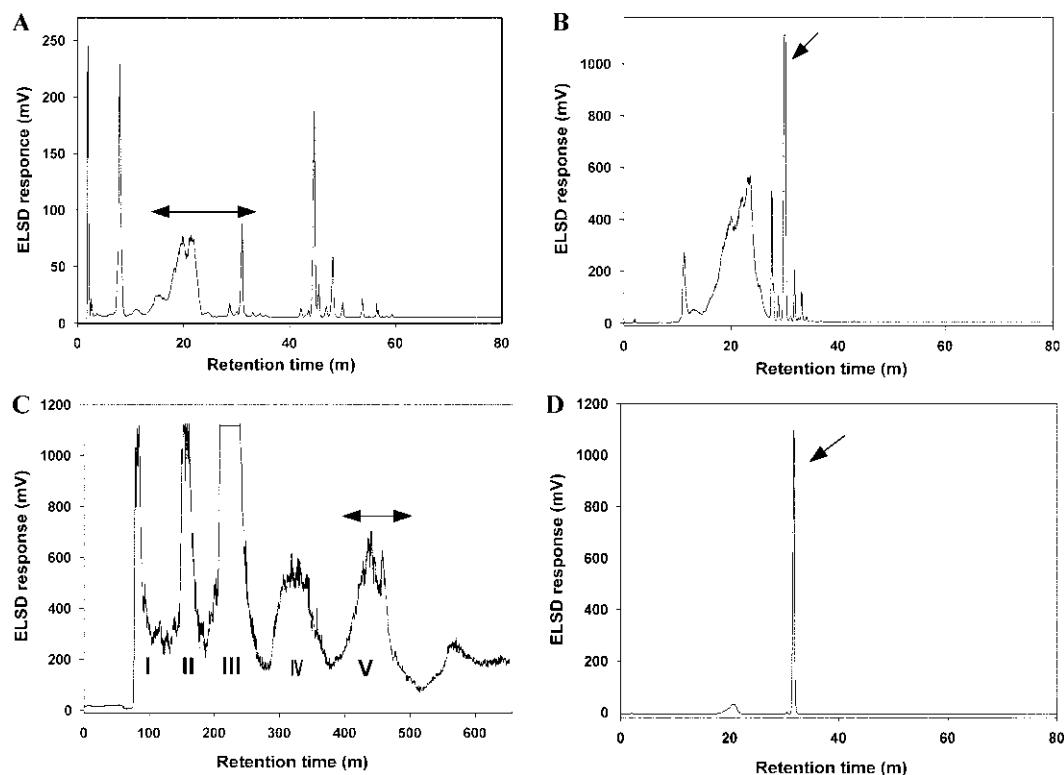 A
ELSD responce (mV)
250
200
150
100
50
0
0 20 40 60 80
Retention time (m)
B
ELSD response (mV)
1000
800
600
400
200
0
0 20 40 60 80
Retention time (m)
C
ELSD response (mV)
1200
1000
800
600
400
200
0
I II III IV V
0 100 200 300 400 500 600
Retention time (m)
D
ELSD response (mV)
1200
1000
800
600
400
200
0
0 20 40 60 80
Retention time (m)